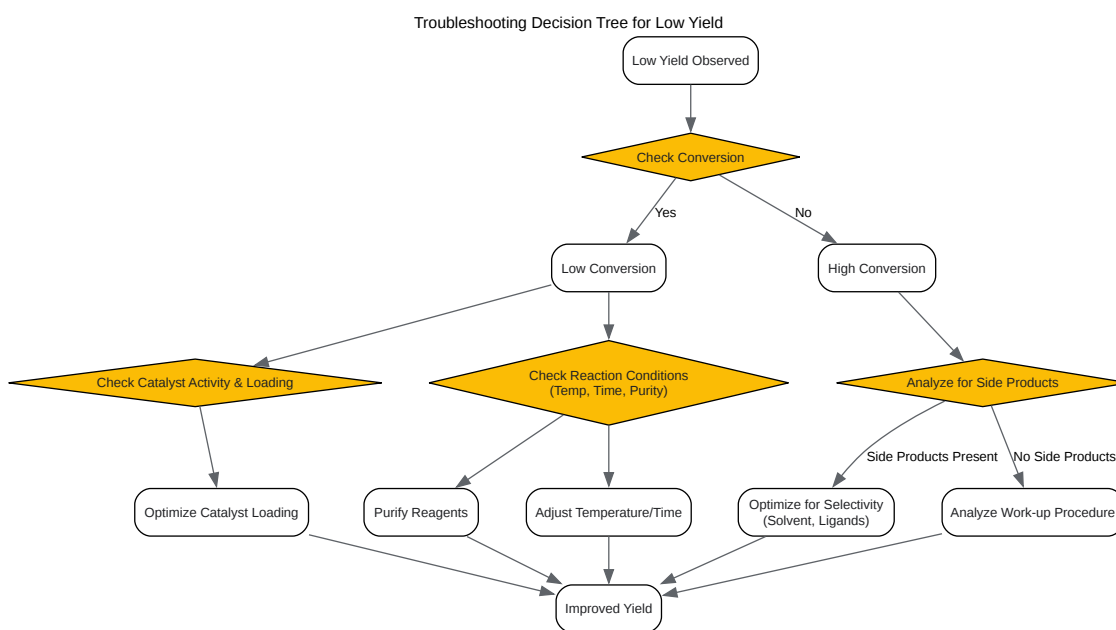 Troubleshooting Decision Tree for Low Yield
Low Yield Observed
Check Conversion
Yes
No
Low Conversion
High Conversion
Check Catalyst Activity & Loading
Check Reaction Conditions
(Temp, Time, Purity)
Analyze for Side Products
Side Products Present
No Side Products
Optimize Catalyst Loading
Purify Reagents
Adjust Temperature/Time
Optimize for Selectivity
(Solvent, Ligands)
Analyze Work-up Procedure
Improved Yield